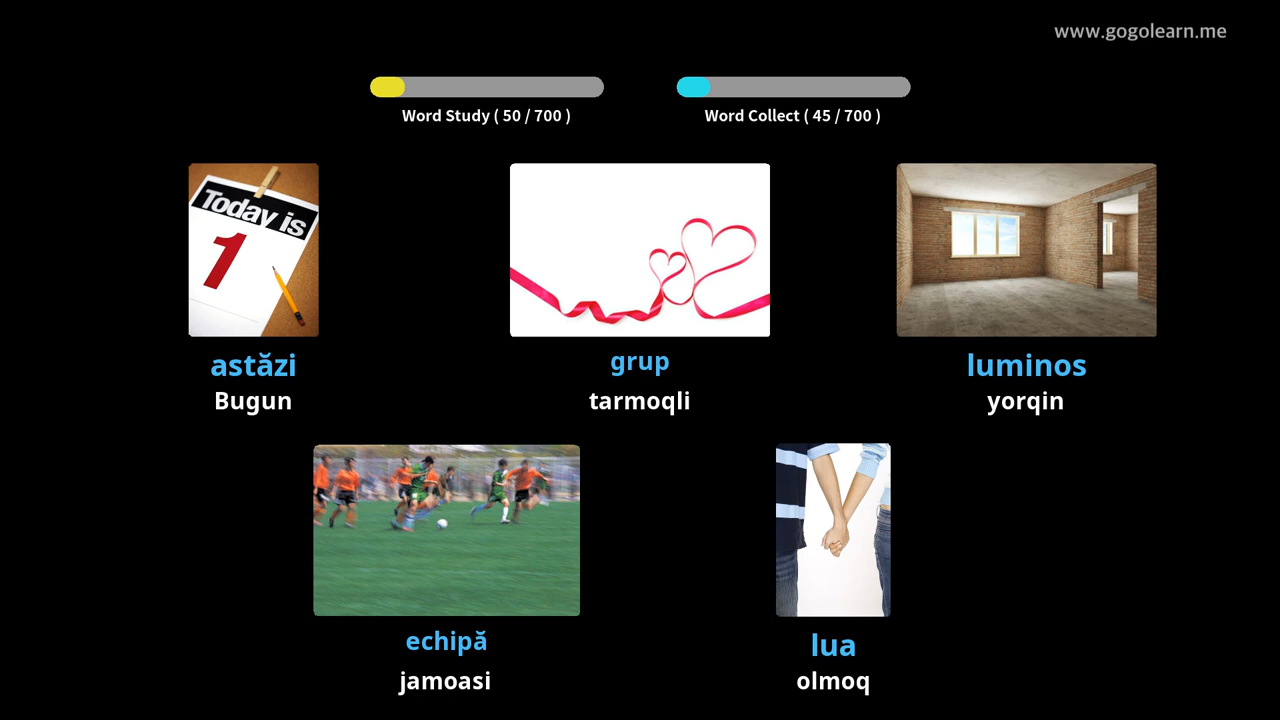 www.gogolearn.me
Word Study ( 50 / 700 )
Word Collect ( 45 / 700 )
Today is
1
astăzi
Bugun
grup
tarmoqli
luminos
yorqin
echipă
jamoasi
lua
olmoq